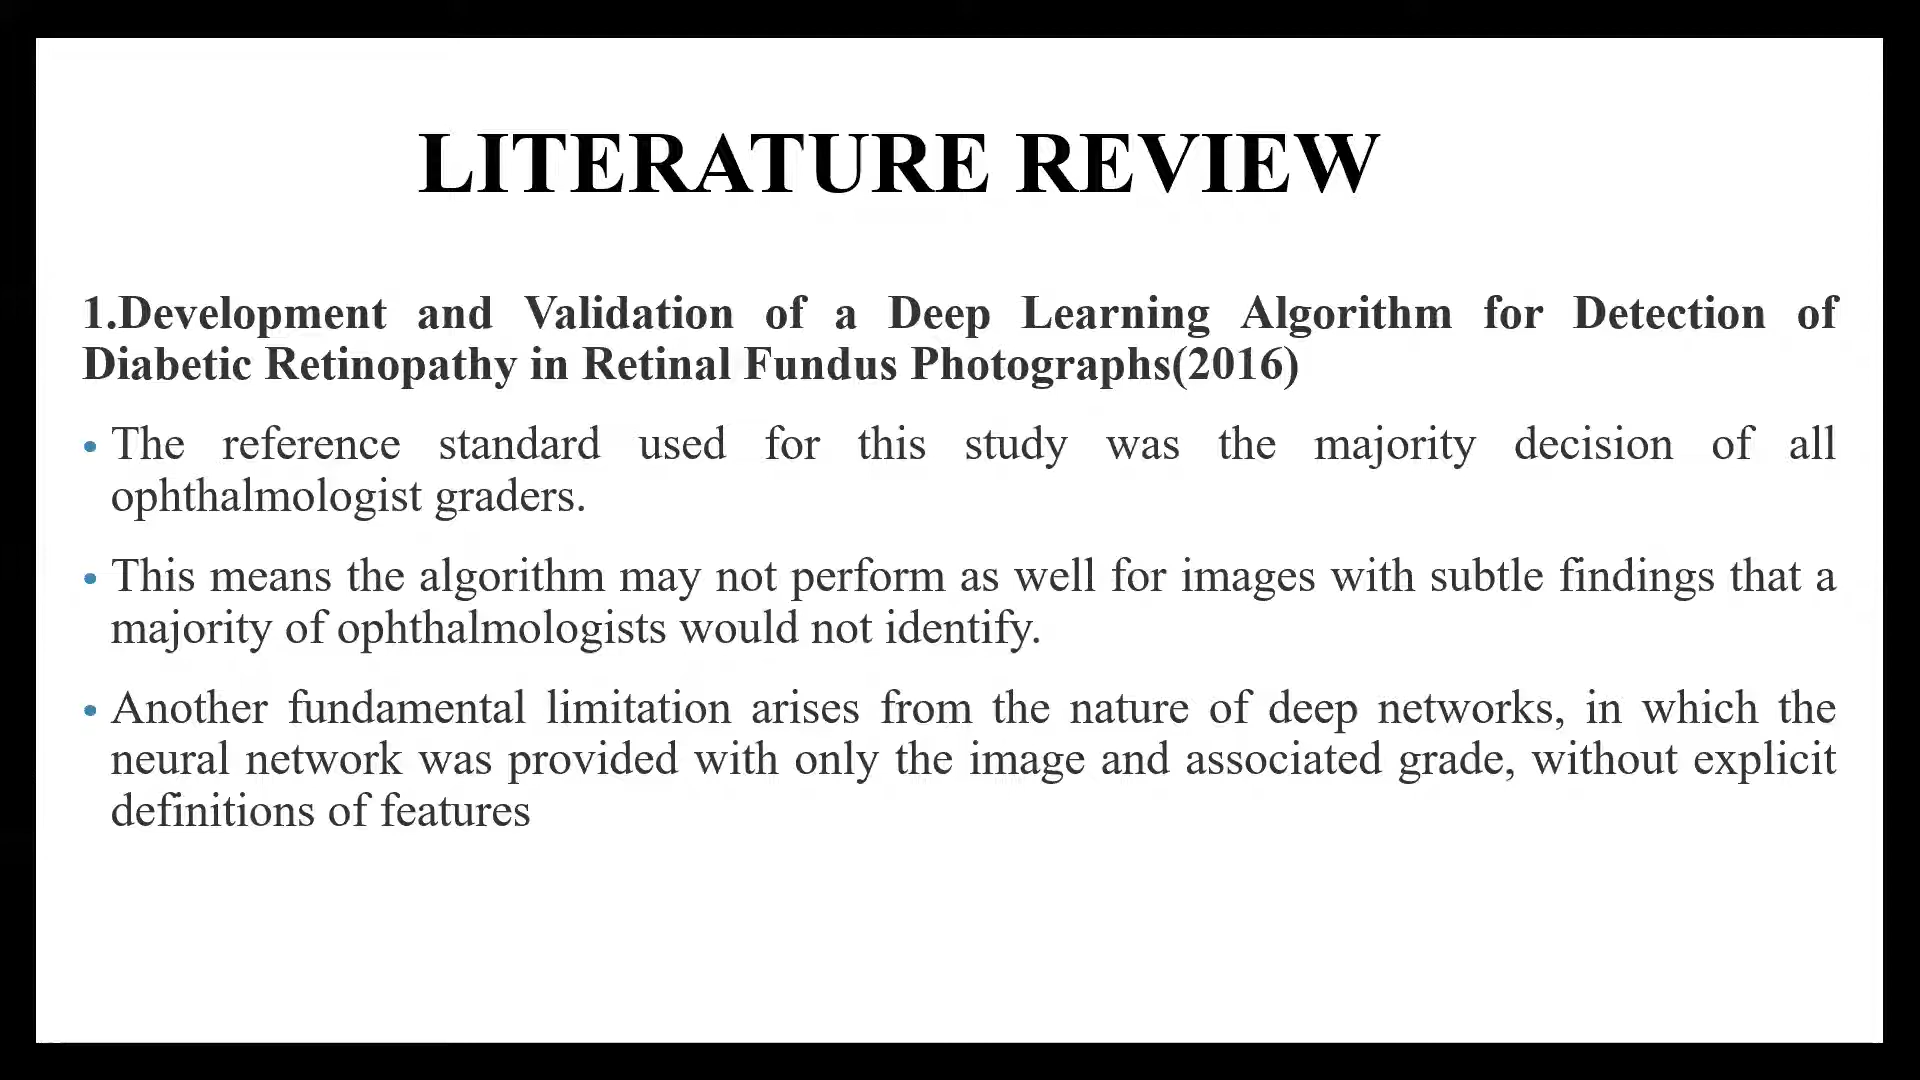 LITERATURE REVIEW
1.Development and Validation of a Deep Learning Algorithm for Detection of
Diabetic Retinopathy in Retinal Fundus Photographs(2016)
• The reference standard used for this study was the majority decision of all
ophthalmologist graders.
• This means the algorithm may not perform as well for images with subtle findings that a
majority of ophthalmologists would not identify.
• Another fundamental limitation arises from the nature of deep networks, in which the
neural network was provided with only the image and associated grade, without explicit
definitions of features